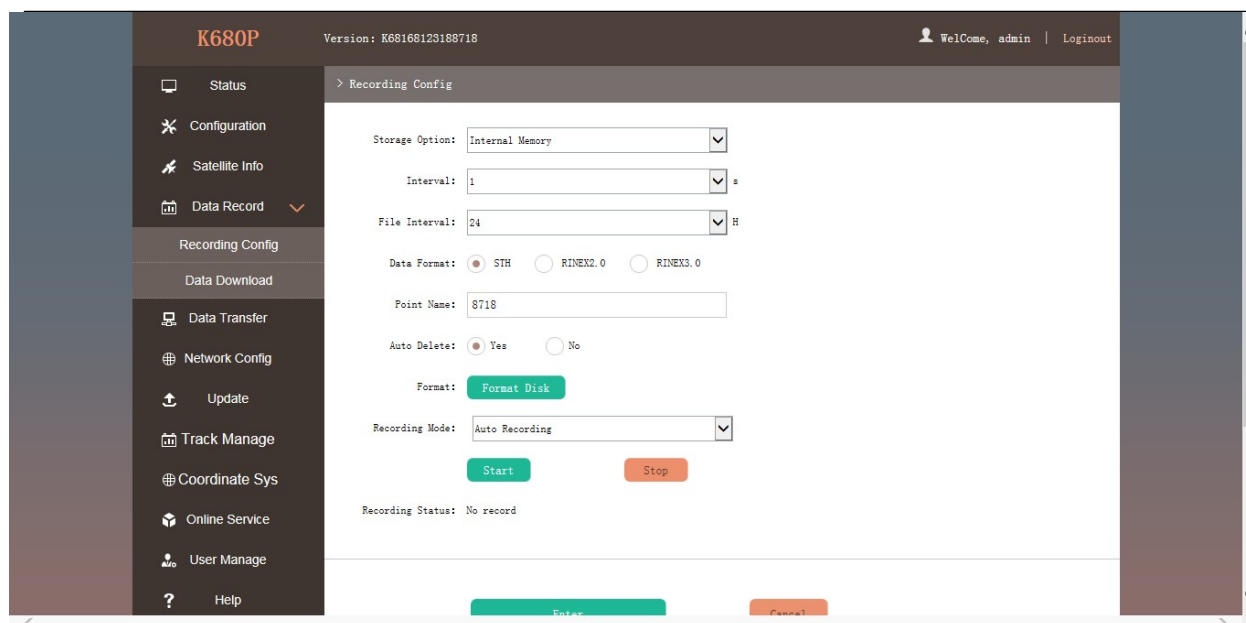 K680P
Version: K68168123188718
WelCome, admin | Loginout
Status
Configuration
Satellite Info
Data Record
Recording Config
Data Download
Data Transfer
Network Config
Update
Track Manage
Coordinate Sys
Online Service
User Manage
? Help
> Recording Config
Storage Option: Internal Memory
Interval: 1 s
File Interval: 24 H
Data Format: STH RINEX2.0 RINEX3.0
Point Name: 8718
Auto Delete: Yes No
Format: Format Disk
Recording Mode: Auto Recording
Start Stop
Recording Status: No record
Enter Cancel